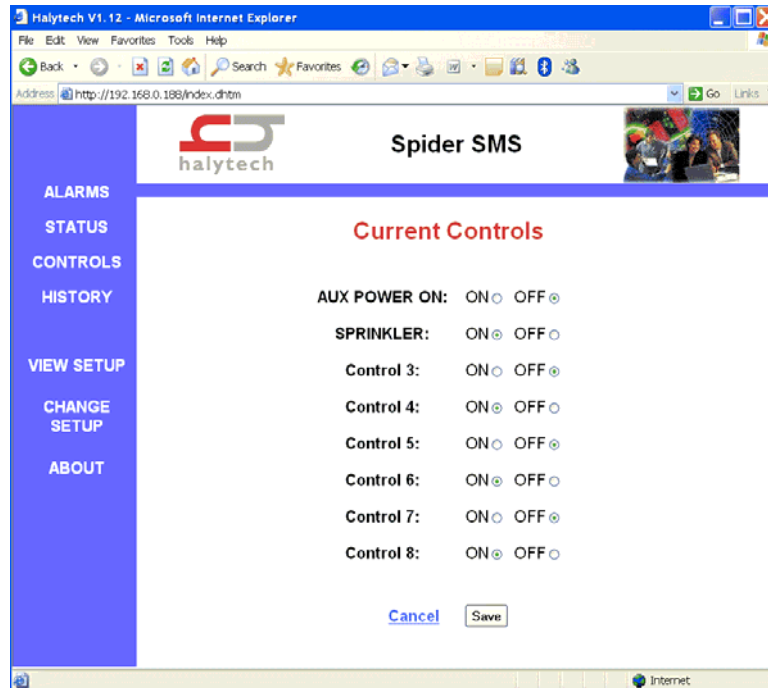 Halytech V1.12 - Microsoft Internet Explorer
File Edit View Favorites Tools Help
Back Search Favorites
Address http://192.168.0.188/index.dhtm Go Links
halytech
Spider SMS
ALARMS
STATUS
CONTROLS
HISTORY
VIEW SETUP
CHANGE
SETUP
ABOUT
Current Controls
AUX POWER ON: ON OFF
SPRINKLER: ON OFF
Control 3: ON OFF
Control 4: ON OFF
Control 5: ON OFF
Control 6: ON OFF
Control 7: ON OFF
Control 8: ON OFF
Cancel Save
Internet